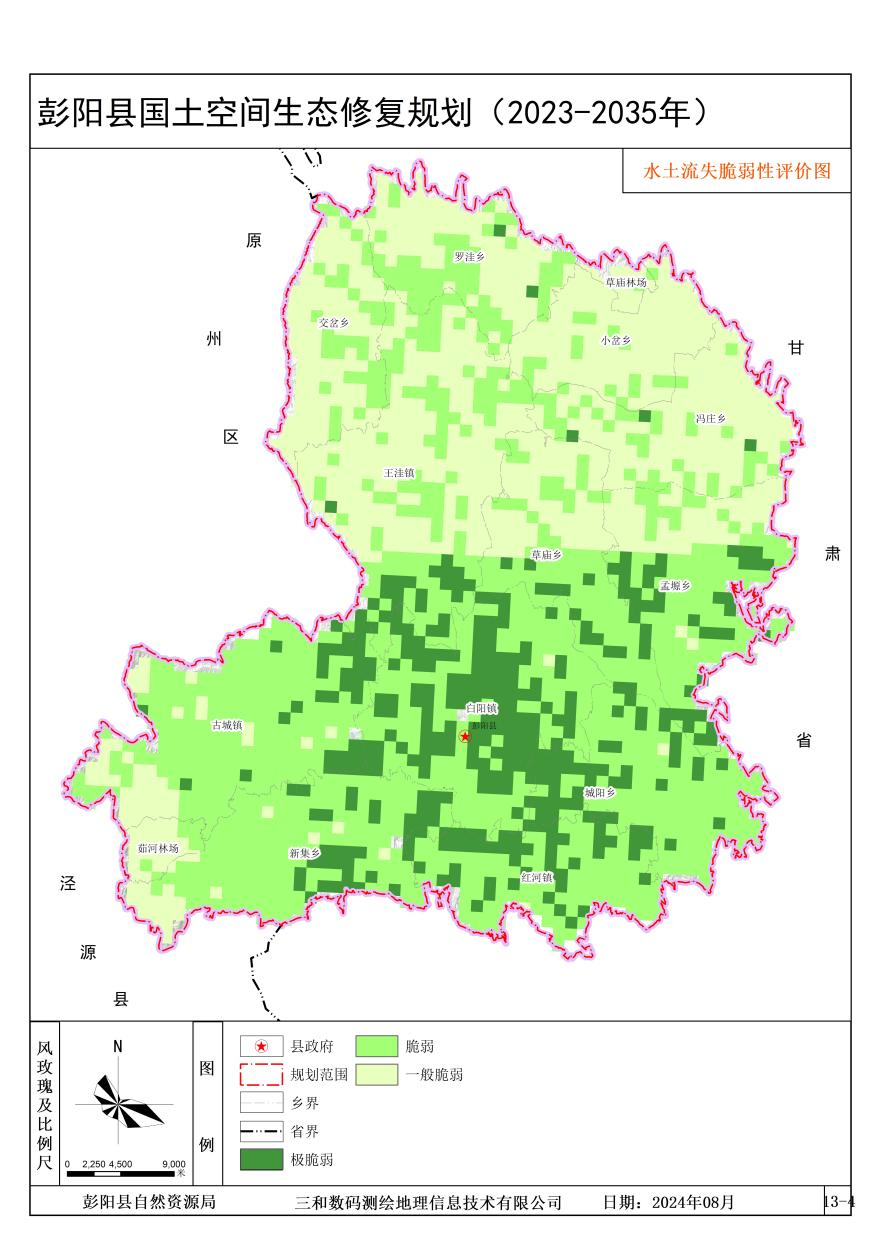 彭阳县国土空间生态修复规划（2023-2035年）
水土流失脆弱性评价图
原
州
区
罗洼乡
草庙林场
交岔乡
小岔乡
甘
冯庄乡
王洼镇
草庙乡
肃
孟塬乡
白阳镇
彭阳县
古城镇
省
城阳乡
茹河林场
新集乡
红河镇
泾
源
县
风玫瑰及比例尺
N
0 2,250 4,500 9,000
米
图例
县政府
脆弱
规划范围
一般脆弱
乡界
省界
极脆弱
彭阳县自然资源局
三和数码测绘地理信息技术有限公司
日期：2024年08月
13-4